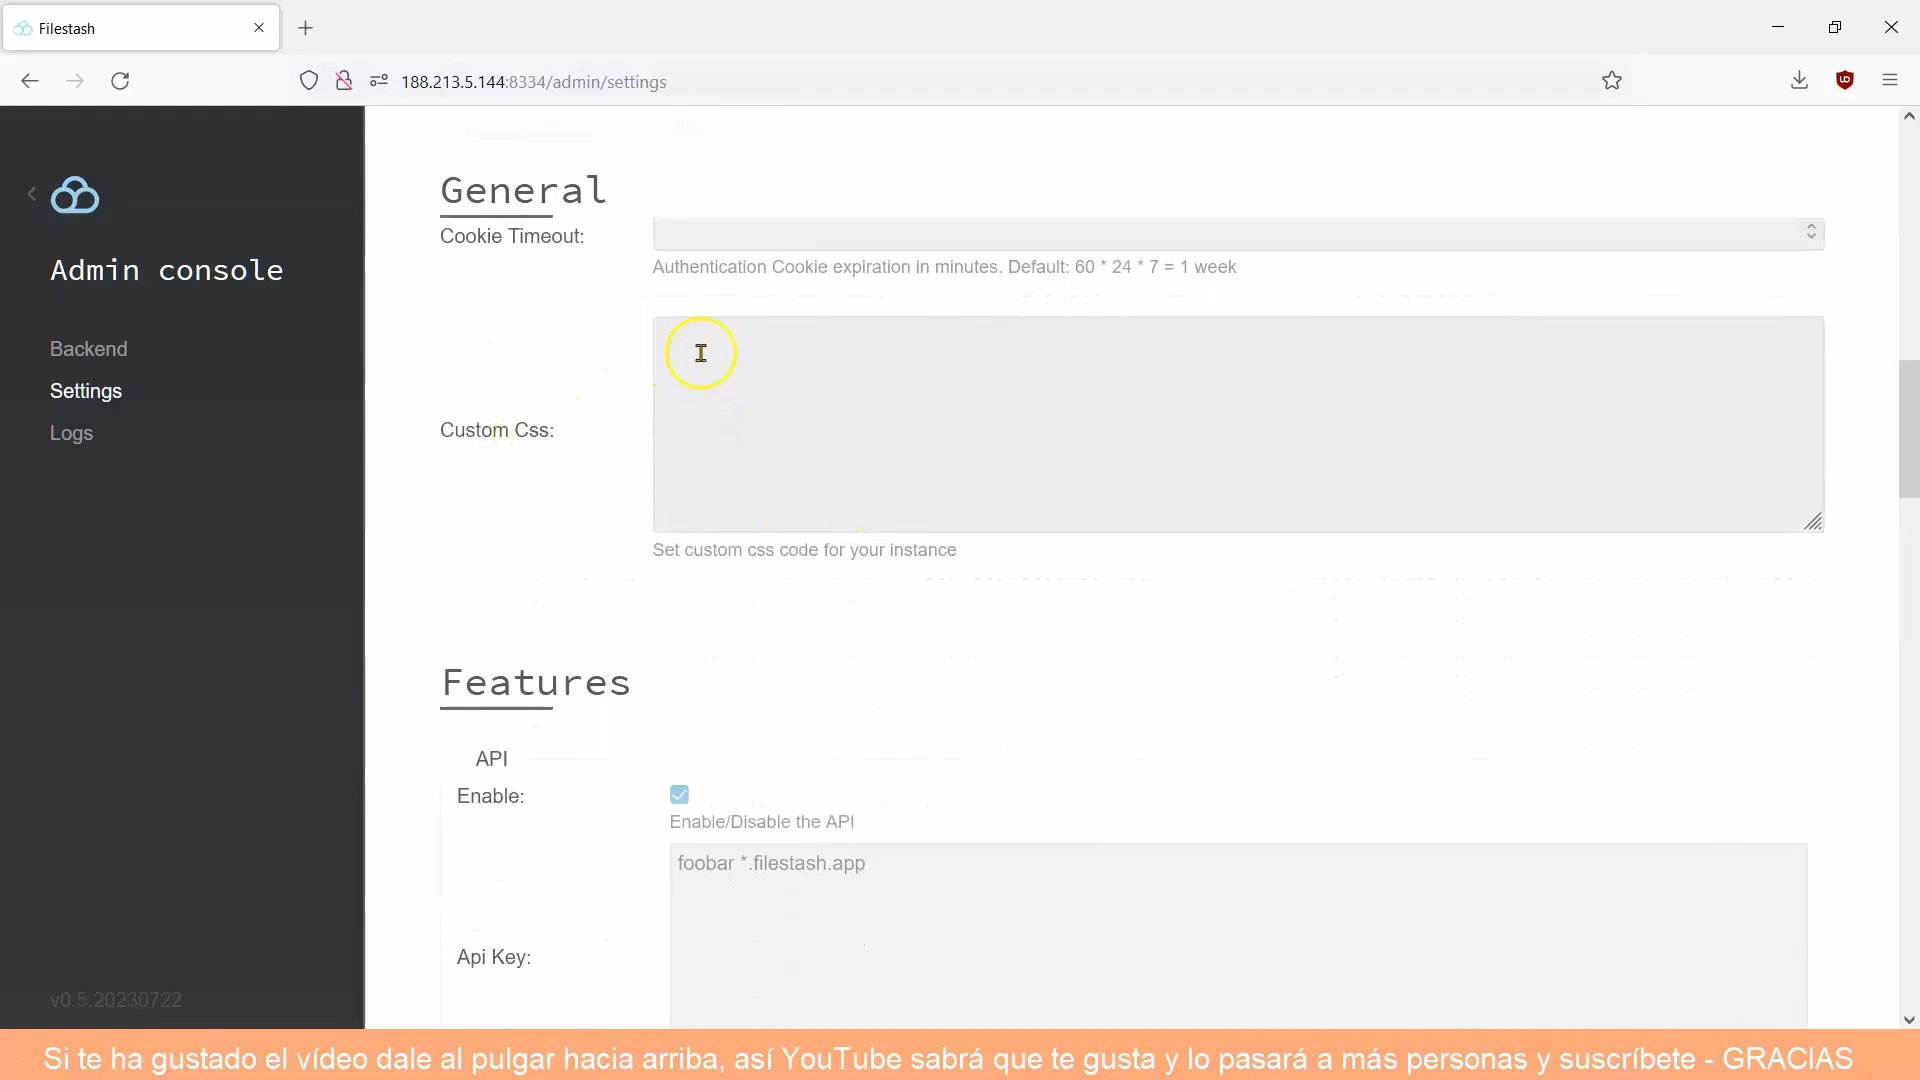 Filestash
188.213.5.144:8334/admin/settings
Admin console
Backend
Settings
Logs
v0.5.20230722
General
Cookie Timeout:
Authentication Cookie expiration in minutes. Default: 60 * 24 * 7 = 1 week
Custom Css:
Set custom css code for your instance
Features
API
Enable:
Enable/Disable the API
foobar *.filestash.app
Api Key:
Si te ha gustado el vídeo dale al pulgar hacia arriba, así YouTube sabrá que te gusta y lo pasará a más personas y suscríbete - GRACIAS